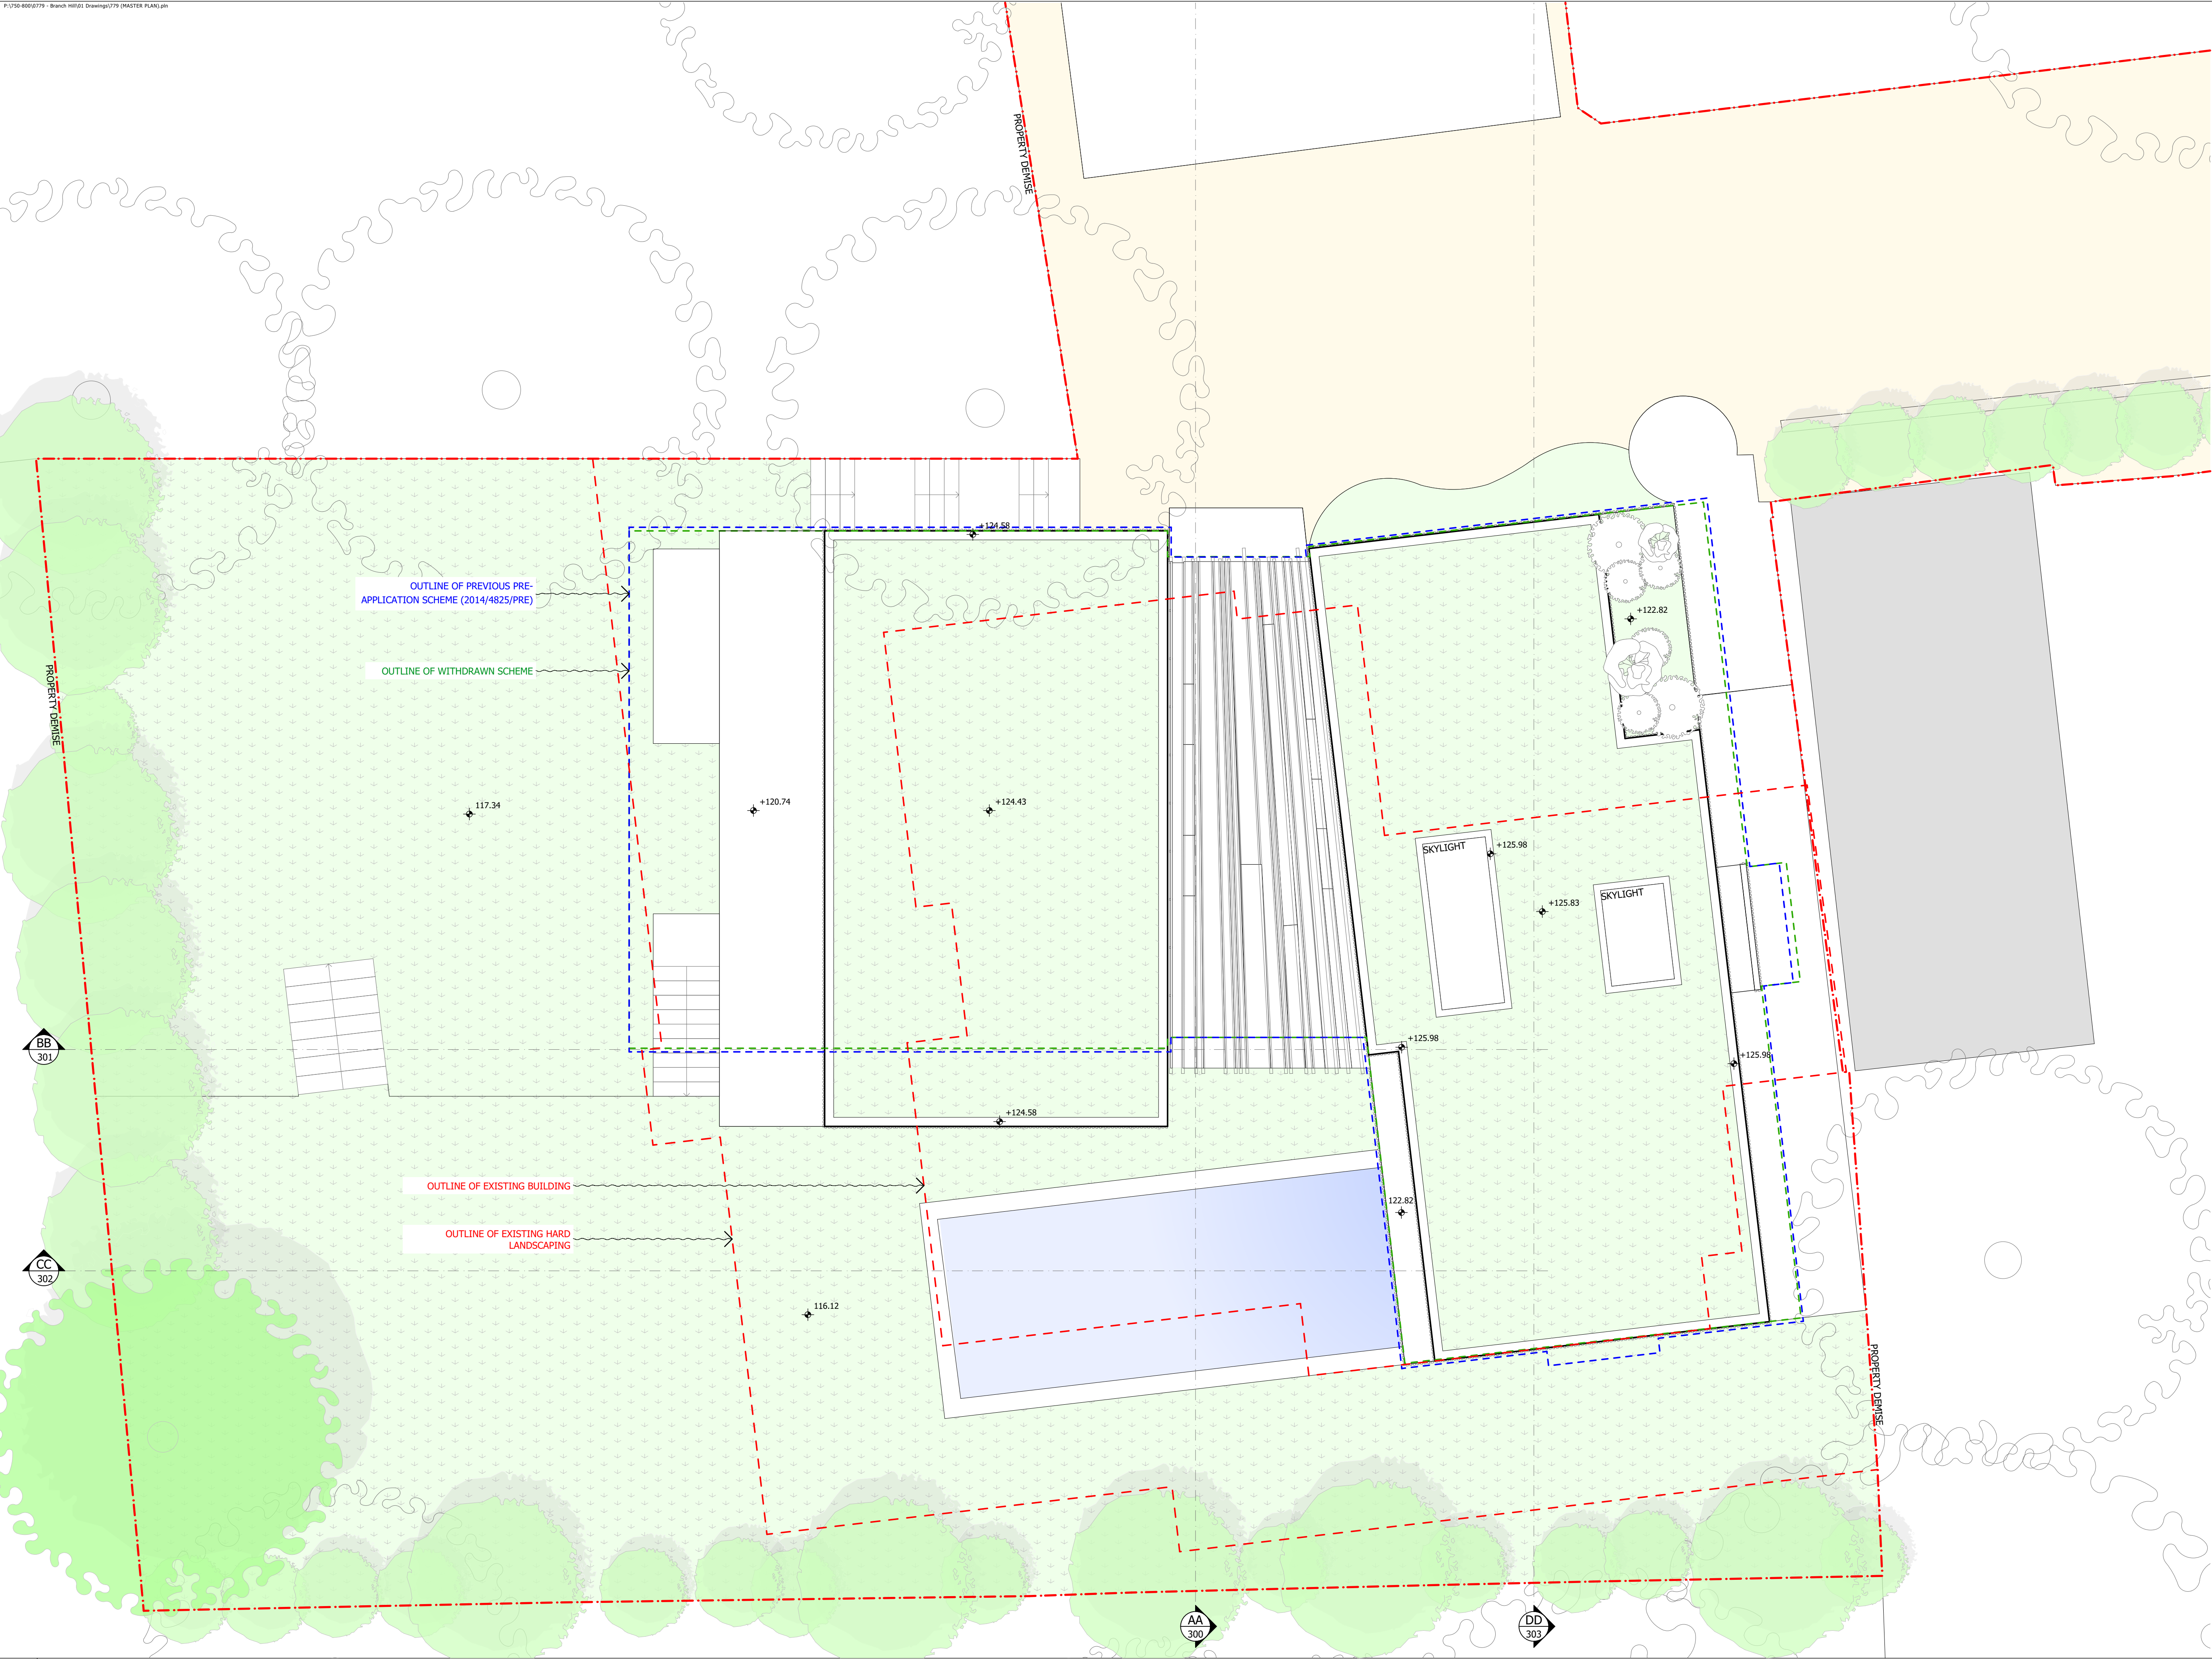 P:\750-800\0779 - Branch Hill\01 Drawings\779 (MASTER PLAN).pln
PROPERTY DEMISE
+124.58
OUTLINE OF PREVIOUS PRE-
APPLICATION SCHEME (2014/4825/PRE)
+122.82
OUTLINE OF WITHDRAWN SCHEME
PROPERTY DEMISE
117.34
+120.74
+124.43
SKYLIGHT
+125.98
SKYLIGHT
+125.83
BB
301
+125.98
+125.98
+124.58
OUTLINE OF EXISTING BUILDING
122.82
OUTLINE OF EXISTING HARD
LANDSCAPING
CC
302
116.12
PROPERTY DEMISE
AA
300
DD
303